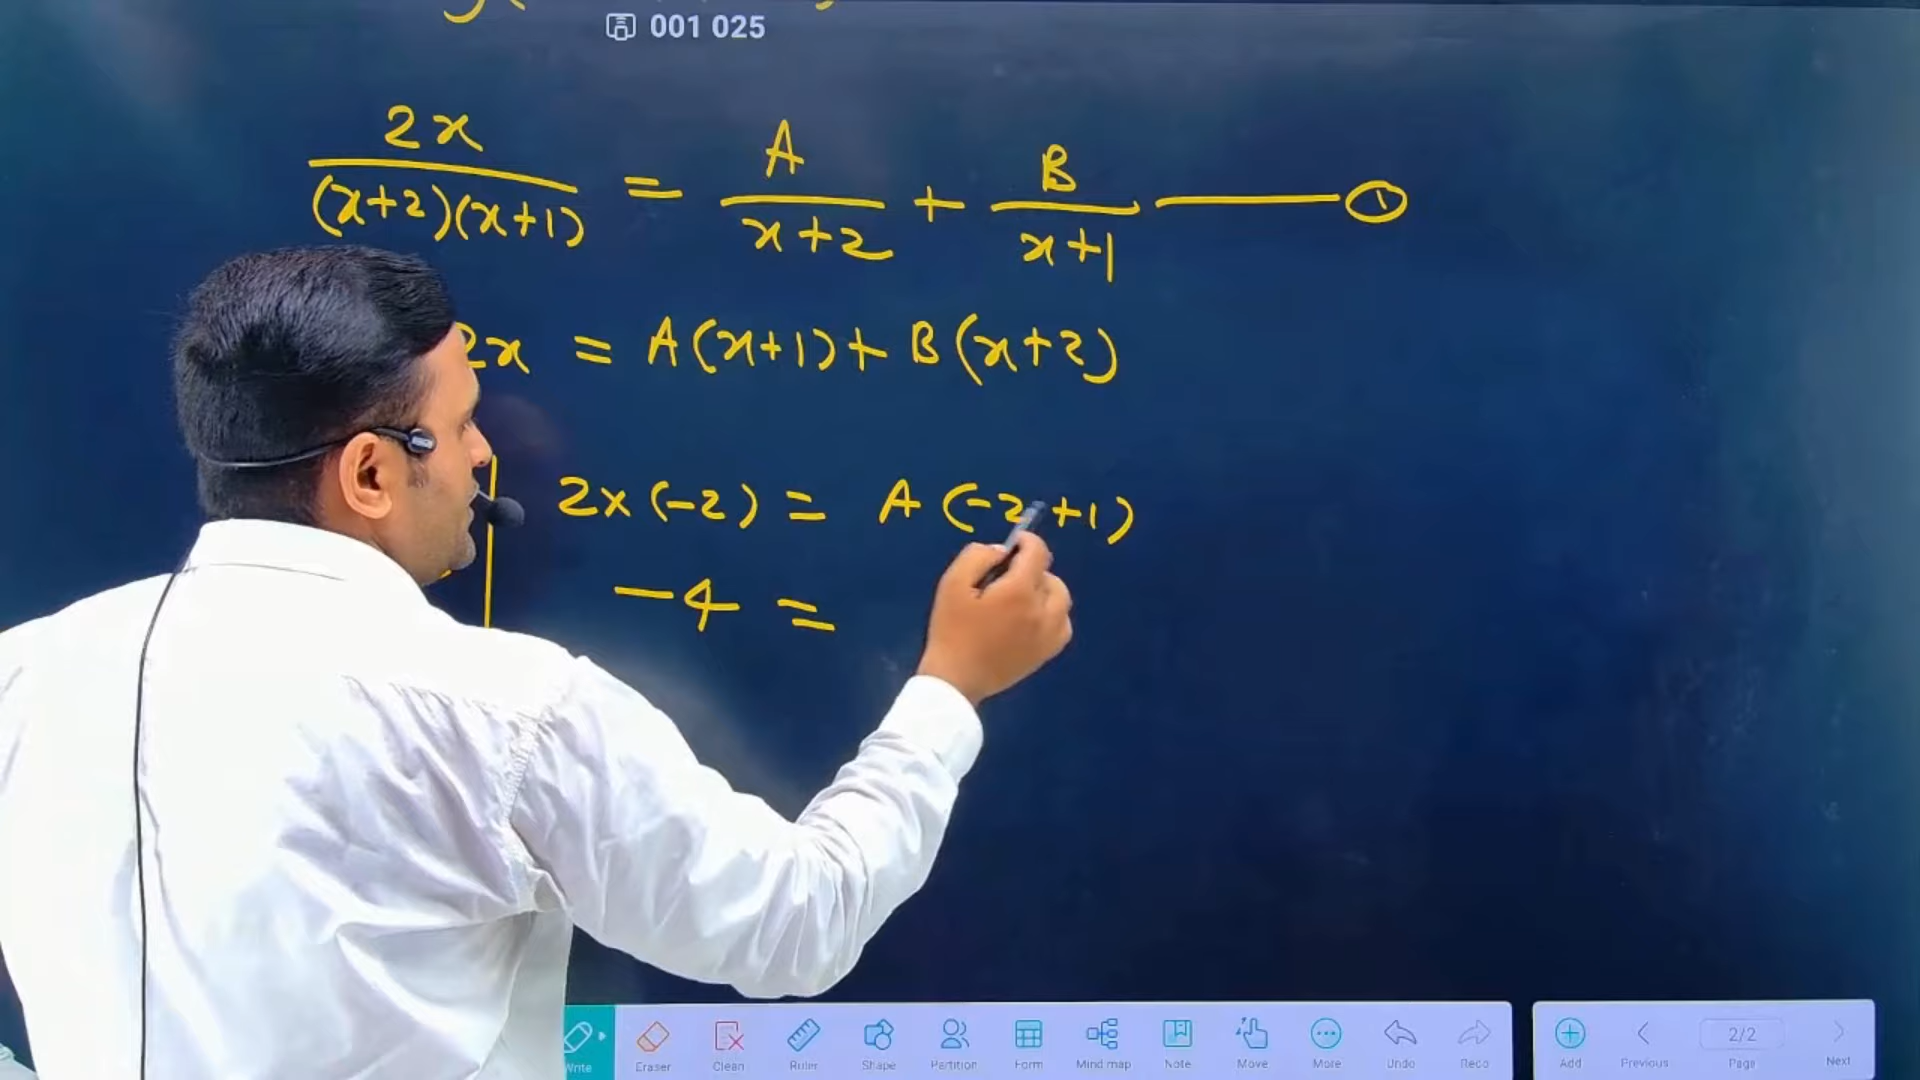 001 025
2x / (x+2)(x+1) = A / x+2 + B / x+1 ——— ①
2x = A(x+1) + B(x+2)
2x(-2) = A(-2+1)
-4 =
Write Eraser Clean Ruler Shape Partition Form Mind map Note Move More Undo Redo Add Previous 2/2 Page Next